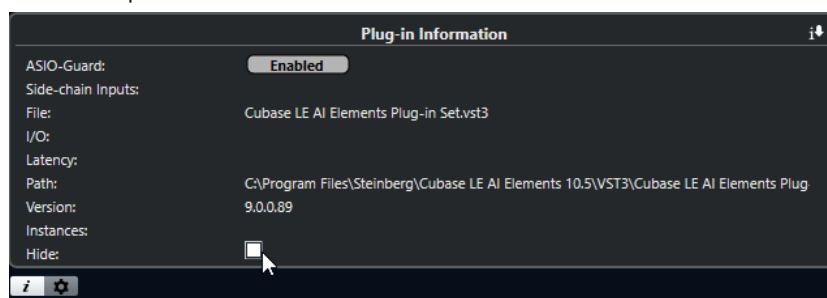 Plug-in Information
ASIO-Guard: Enabled
Side-chain Inputs:
File: Cubase LE AI Elements Plug-in Set.vst3
I/O:
Latency:
Path: C:\Program Files\Steinberg\Cubase LE AI Elements 10.5\VST3\Cubase LE AI Elements Plug-
Version: 9.0.0.89
Instances:
Hide:
i